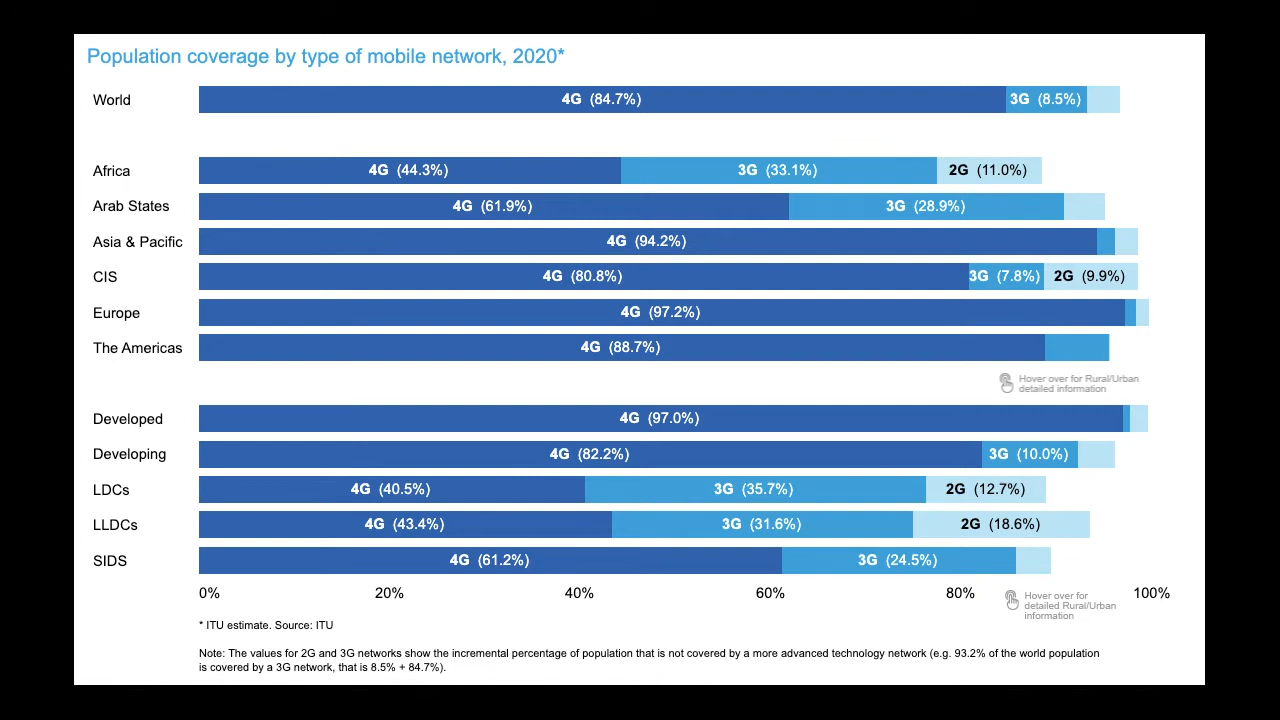 Population coverage by type of mobile network, 2020*
World 4G (84.7%) 3G (8.5%)
Africa 4G (44.3%) 3G (33.1%) 2G (11.0%)
Arab States 4G (61.9%) 3G (28.9%)
Asia & Pacific 4G (94.2%)
CIS 4G (80.8%) 3G (7.8%) 2G (9.9%)
Europe 4G (97.2%)
The Americas 4G (88.7%)
Hover over for Rural/Urban
detailed information
Developed 4G (97.0%)
Developing 4G (82.2%) 3G (10.0%)
LDCs 4G (40.5%) 3G (35.7%) 2G (12.7%)
LLDCs 4G (43.4%) 3G (31.6%) 2G (18.6%)
SIDS 4G (61.2%) 3G (24.5%)
0% 20% 40% 60% 80% 100%
Hover over for
detailed Rural/Urban
information
* ITU estimate. Source: ITU
Note: The values for 2G and 3G networks show the incremental percentage of population that is not covered by a more advanced technology network (e.g. 93.2% of the world population
is covered by a 3G network, that is 8.5% + 84.7%).